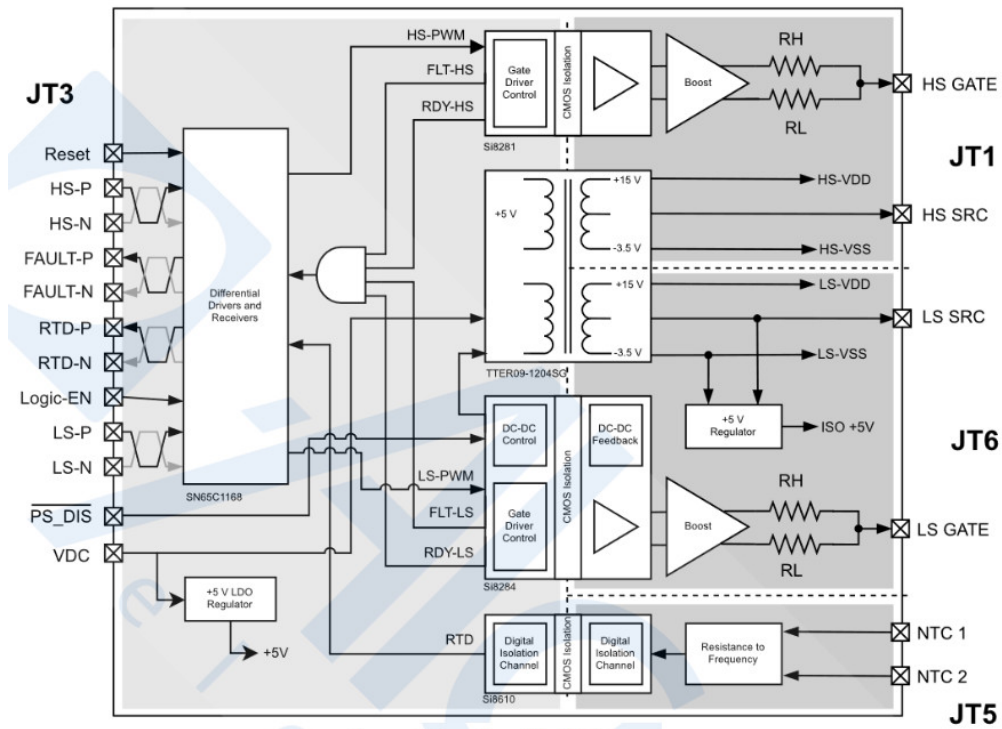 JT3
Reset
HS-P
HS-N
FAULT-P
FAULT-N
RTD-P
RTD-N
Logic-EN
LS-P
LS-N
PS_DIS
VDC
Differential
Drivers and
Receivers
SN65C1168
+5 V LDO
Regulator
+5V
HS-PWM
FLT-HS
RDY-HS
Gate
Driver
Control
CMOS Isolation
Si8281
Boost
RH
RL
HS GATE
JT1
+5 V
+15 V
-3.5 V
+15 V
-3.5 V
TTER09-1204SG
HS-VDD
HS SRC
HS-VSS
LS-VDD
LS SRC
LS-VSS
+5 V
Regulator
ISO +5V
JT6
DC-DC
Control
CMOS Isolation
DC-DC
Feedback
LS-PWM
FLT-LS
RDY-LS
Gate
Driver
Control
Si8284
Boost
RH
RL
LS GATE
RTD
Digital
Isolation
Channel
CMOS Isolation
Digital
Isolation
Channel
Si8610
Resistance to
Frequency
NTC 1
NTC 2
JT5